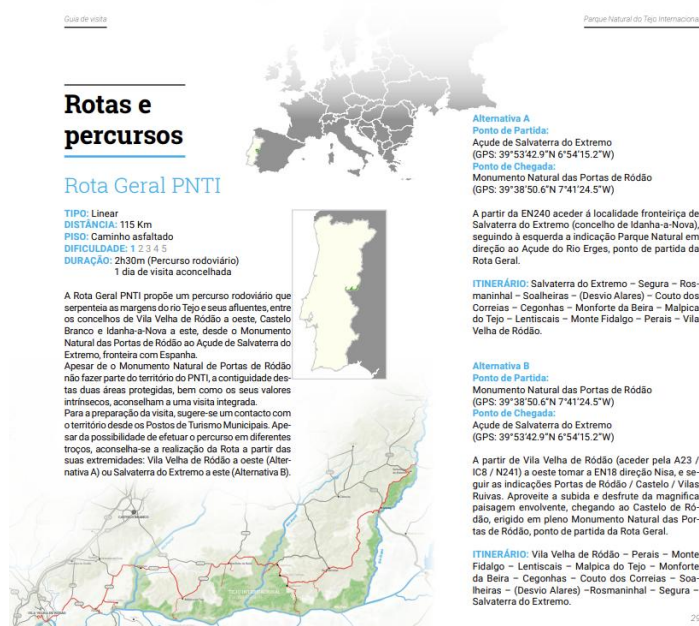 Guia de visita
Parque Natural do Tejo Internacional
Rotas e
percursos
Rota Geral PNTI
TIPO: Linear
DISTÂNCIA: 115 Km
PISO: Caminho asfaltado
DIFICULDADE: 1 2 3 4 5
DURAÇÃO: 2h30m (Percurso rodoviário)
1 dia de visita aconcelhada
A Rota Geral PNTI propõe um percurso rodoviário que
serpenteia as margens do rio Tejo e seus afluentes, entre
os concelhos de Vila Velha de Ródão a oeste, Castelo
Branco e Idanha-a-Nova a este, desde o Monumento
Natural das Portas de Ródão ao Açude de Salvaterra do
Extremo, fronteira com Espanha.
Apesar de o Monumento Natural de Portas de Ródão
não fazer parte do território do PNTI, a contiguidade des-
tas duas áreas protegidas, bem como os seus valores
intrínsecos, aconselham a uma visita integrada.
Para a preparação da visita, sugere-se um contacto com
o território desde os Postos de Turismo Municipais. Ape-
sar da possibilidade de efetuar o percurso em diferentes
troços, aconselha-se a realização da Rota a partir das
suas extremidades: Vila Velha de Ródão a oeste (Alter-
nativa A) ou Salvaterra do Extremo a este (Alternativa B).
Alternativa A
Ponto de Partida:
Açude de Salvaterra do Extremo
(GPS: 39°53'42.9"N 6°54'15.2"W)
Ponto de Chegada:
Monumento Natural das Portas de Ródão
(GPS: 39°38'50.6"N 7°41'24.5"W)
A partir da EN240 aceder á localidade fronteiriça de
Salvaterra do Extremo (concelho de Idanha-a-Nova),
seguindo à esquerda a indicação Parque Natural em
direção ao Açude do Rio Erges, ponto de partida da
Rota Geral.
ITINERÁRIO: Salvaterra do Extremo – Segura – Ros-
maninhal – Soalheiras – (Desvio Alares) – Couto dos
Correias – Cegonhas – Monforte da Beira – Malpica
do Tejo – Lentiscais – Monte Fidalgo – Perais – Vila
Velha de Ródão.
Alternativa B
Ponto de Partida:
Monumento Natural das Portas de Ródão
(GPS: 39°38'50.6"N 7°41'24.5"W)
Ponto de Chegada:
Açude de Salvaterra do Extremo
(GPS: 39°53'42.9"N 6°54'15.2"W)
A partir de Vila Velha de Ródão (aceder pela A23 /
IC8 / N241) a oeste tomar a EN18 direção Nisa, e se-
guir as indicações Portas de Ródão / Castelo / Vilas
Ruivas. Aproveite a subida e desfrute da magnífica
paisagem envolvente, chegando ao Castelo de Ró-
dão, erigido em pleno Monumento Natural das Por-
tas de Ródão, ponto de partida da Rota Geral.
ITINERÁRIO: Vila Velha de Ródão – Perais – Monte
Fidalgo – Lentiscais – Malpica do Tejo – Monforte
da Beira – Cegonhas – Couto dos Correias – Soa-
lheiras – (Desvio Alares) –Rosmaninhal – Segura –
Salvaterra do Extremo.
29